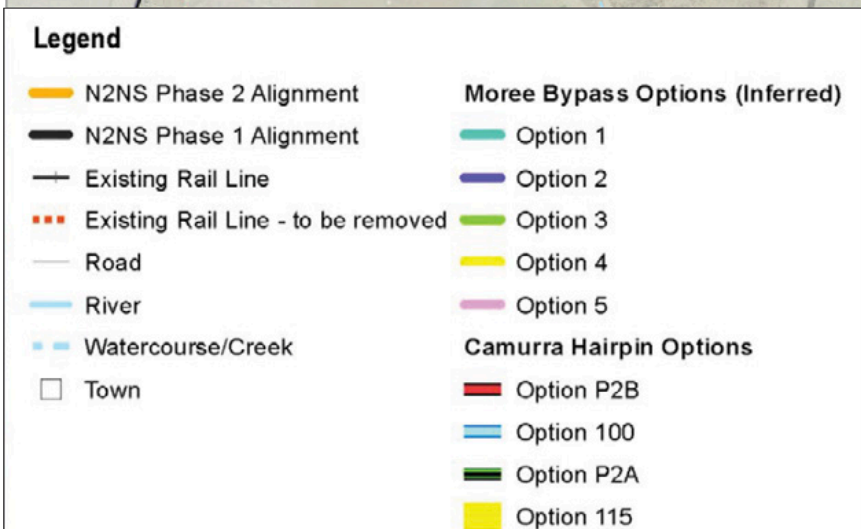 Legend
N2NS Phase 2 Alignment
N2NS Phase 1 Alignment
Existing Rail Line
Existing Rail Line - to be removed
Road
River
Watercourse/Creek
Town
Moree Bypass Options (Inferred)
Option 1
Option 2
Option 3
Option 4
Option 5
Camurra Hairpin Options
Option P2B
Option 100
Option P2A
Option 115